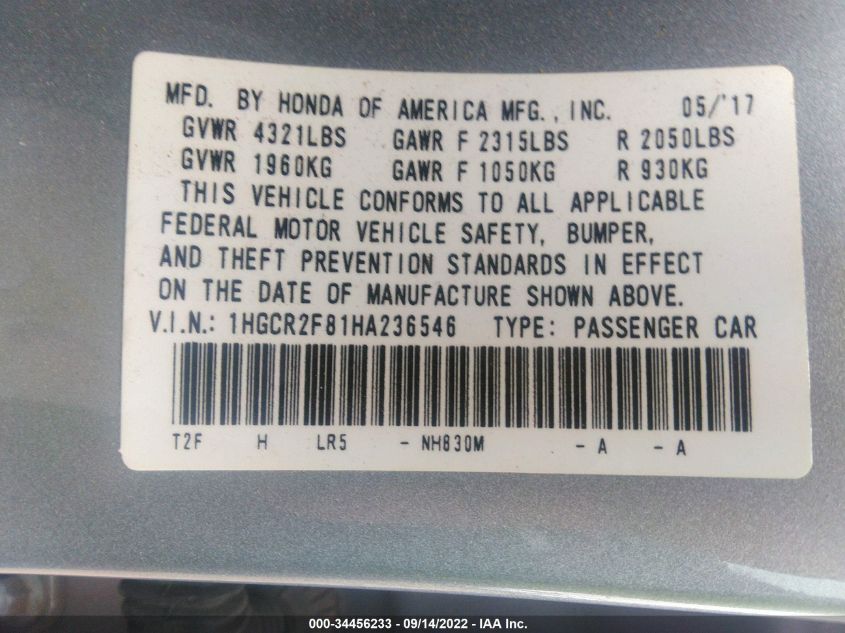 MFD. BY HONDA OF AMERICA MFG., INC. 05/'17
GVWR 4321LBS GAWR F 2315LBS R 2050LBS
GVWR 1960KG GAWR F 1050KG R 930KG
THIS VEHICLE CONFORMS TO ALL APPLICABLE
FEDERAL MOTOR VEHICLE SAFETY, BUMPER,
AND THEFT PREVENTION STANDARDS IN EFFECT
ON THE DATE OF MANUFACTURE SHOWN ABOVE.
V.I.N.: 1HGCR2F81HA236546 TYPE: PASSENGER CAR
T2F H LR5 - NH830M - A - A
000-34456233 - 09/14/2022 - IAA Inc.